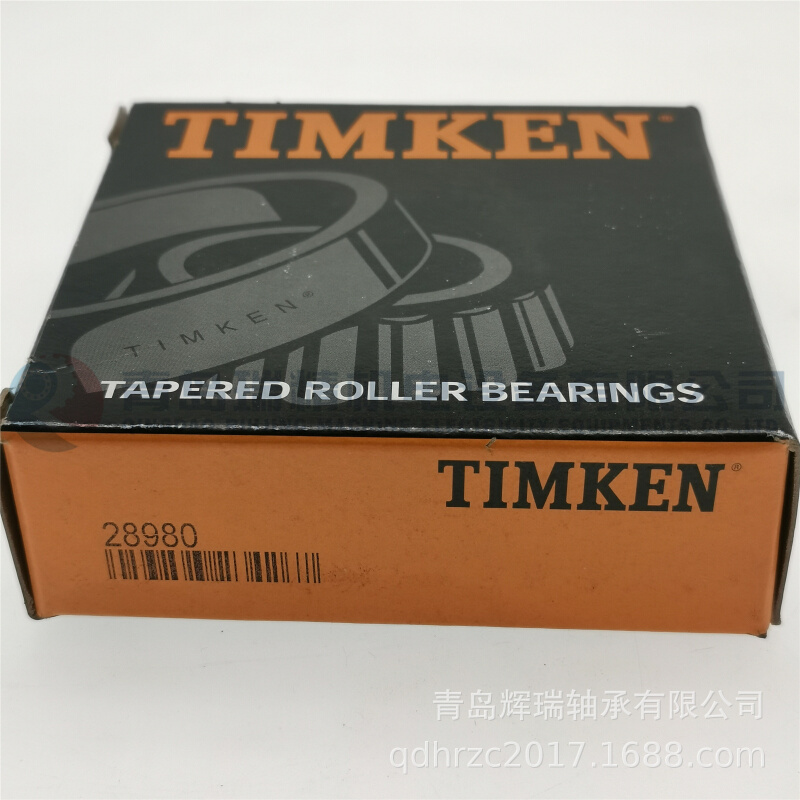 TIMKEN
TIMKEN®
TAPERED ROLLER BEARINGS
TIMKEN®
28980
青岛辉瑞轴承有限公司
qdhrzc2017.1688.com